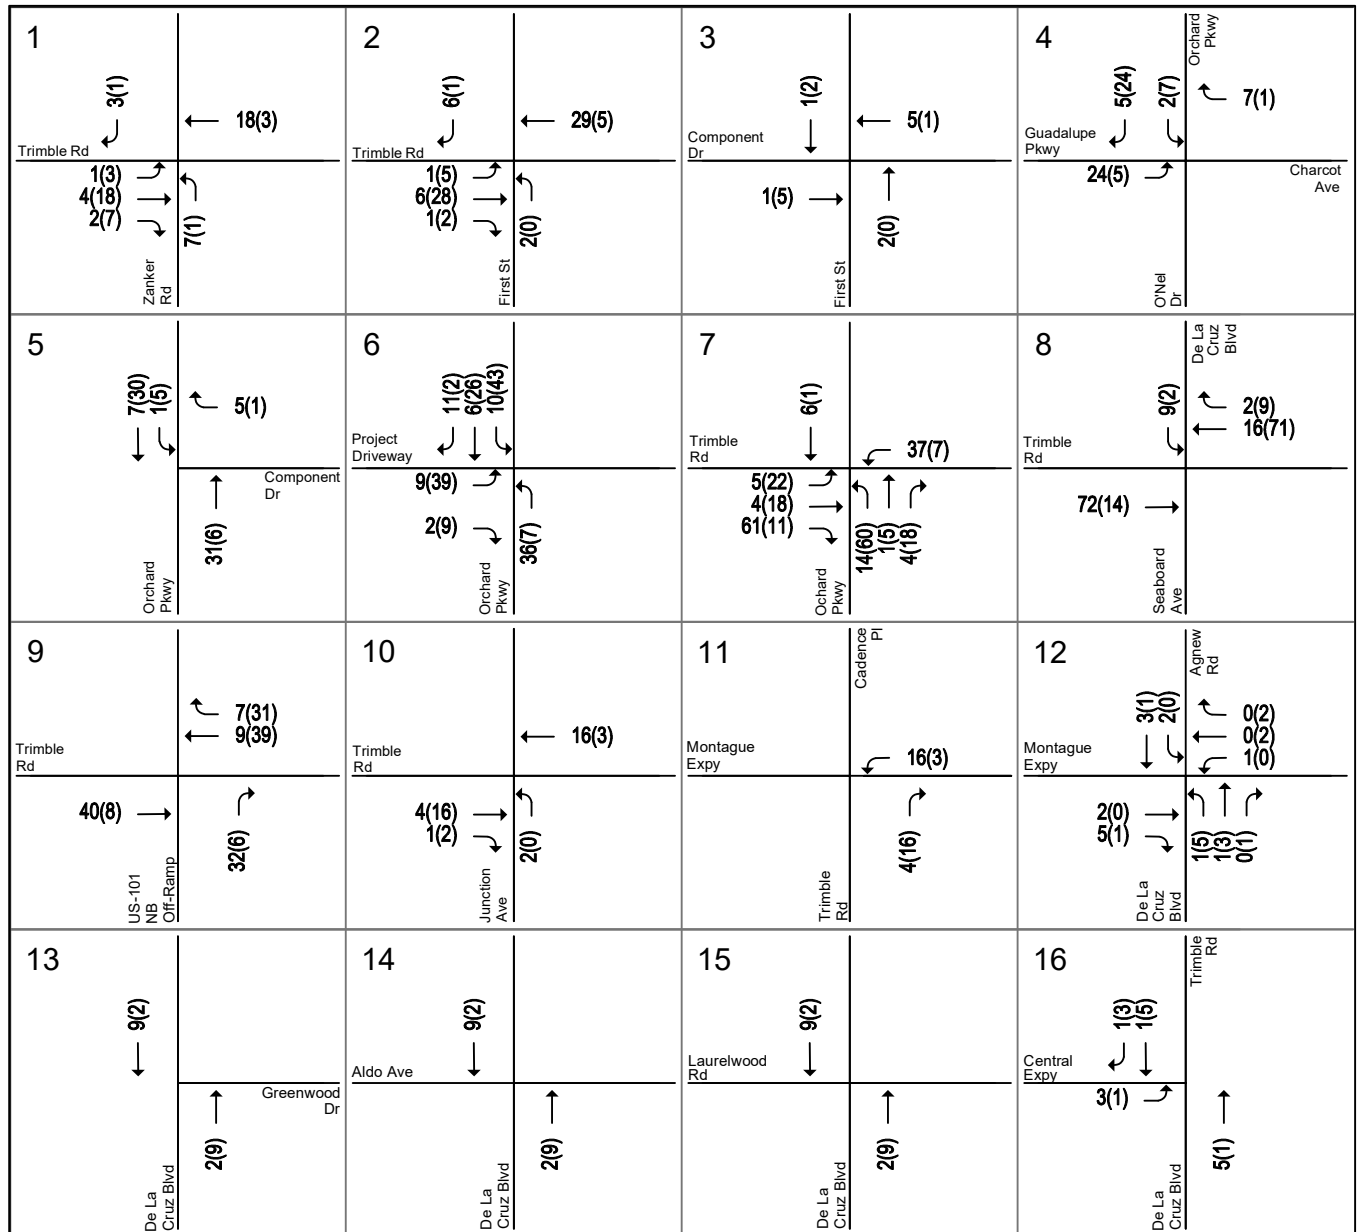 1
3(1)
18(3)
Trimble Rd
1(3)
4(18)
2(7)
7(1)
Zanker
Rd
2
6(1)
29(5)
Trimble Rd
1(5)
6(28)
1(2)
2(0)
First St
3
1(2)
5(1)
Component
Dr
1(5)
2(0)
First St
4
Orchard
Pkwy
5(24)
2(7)
7(1)
Guadalupe
Pkwy
24(5)
Charcot
Ave
O'Nel
Dr
5
7(30)
1(5)
5(1)
Component
Dr
31(6)
Orchard
Pkwy
6
11(2)
6(26)
10(43)
Project
Driveway
9(39)
2(9)
36(7)
Orchard
Pkwy
7
6(1)
Trimble
Rd
37(7)
5(22)
4(18)
61(11)
14(60)
1(5)
4(18)
Ochard
Pkwy
8
De La
Cruz
Blvd
9(2)
2(9)
16(71)
Trimble
Rd
72(14)
Seaboard
Ave
9
7(31)
9(39)
Trimble
Rd
40(8)
32(6)
US-101
NB
Off-Ramp
10
16(3)
Trimble
Rd
4(16)
1(2)
2(0)
Junction
Ave
11
Cadence
Pl
Montague
Expy
16(3)
4(16)
Trimble
Rd
12
Agnew
Rd
3(1)
2(0)
0(2)
0(2)
1(0)
Montague
Expy
2(0)
5(1)
1(5)
1(3)
0(1)
De La
Cruz
Blvd
13
9(2)
Greenwood
Dr
2(9)
De La
Cruz Blvd
14
9(2)
Aldo Ave
2(9)
De La
Cruz Blvd
15
9(2)
Laurelwood
Rd
2(9)
De La
Cruz Blvd
16
Trimble
Rd
1(3)
1(5)
Central
Expy
3(1)
5(1)
De La
Cruz Blvd